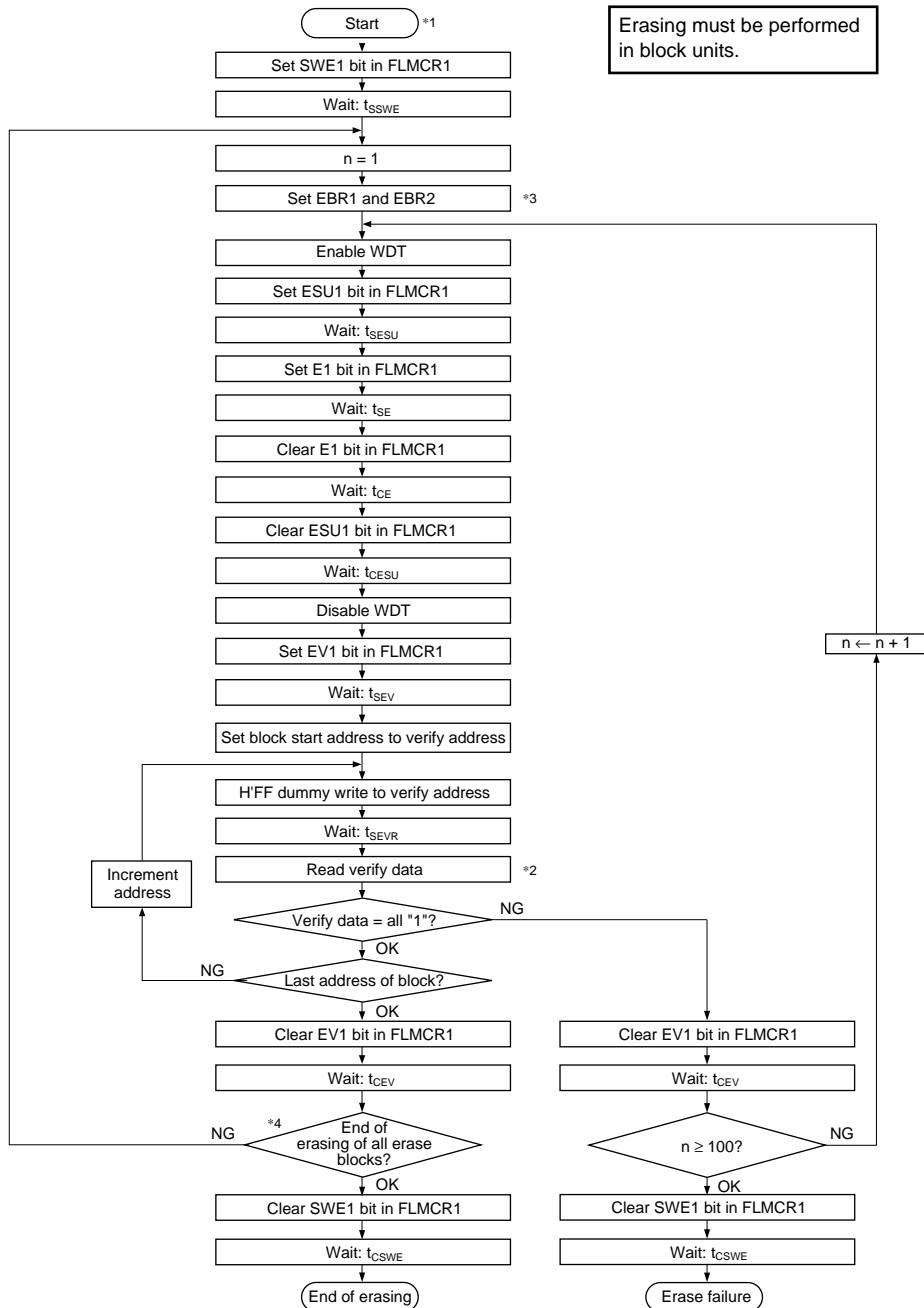 Start
*1
Erasing must be performed
in block units.
Set SWE1 bit in FLMCR1
Wait: tSSWE
n = 1
Set EBR1 and EBR2
*3
Enable WDT
Set ESU1 bit in FLMCR1
Wait: tSESU
Set E1 bit in FLMCR1
Wait: tSE
Clear E1 bit in FLMCR1
Wait: tCE
Clear ESU1 bit in FLMCR1
Wait: tCESU
Disable WDT
n ← n + 1
Set EV1 bit in FLMCR1
Wait: tSEV
Set block start address to verify address
H'FF dummy write to verify address
Wait: tSEVR
Increment
address
Read verify data
*2
Verify data = all "1"?
NG
OK
NG
Last address of block?
OK
Clear EV1 bit in FLMCR1
Clear EV1 bit in FLMCR1
Wait: tCEV
Wait: tCEV
NG
*4
End of
erasing of all erase
blocks?
n ≥ 100?
NG
OK
OK
Clear SWE1 bit in FLMCR1
Clear SWE1 bit in FLMCR1
Wait: tCSWE
Wait: tCSWE
End of erasing
Erase failure